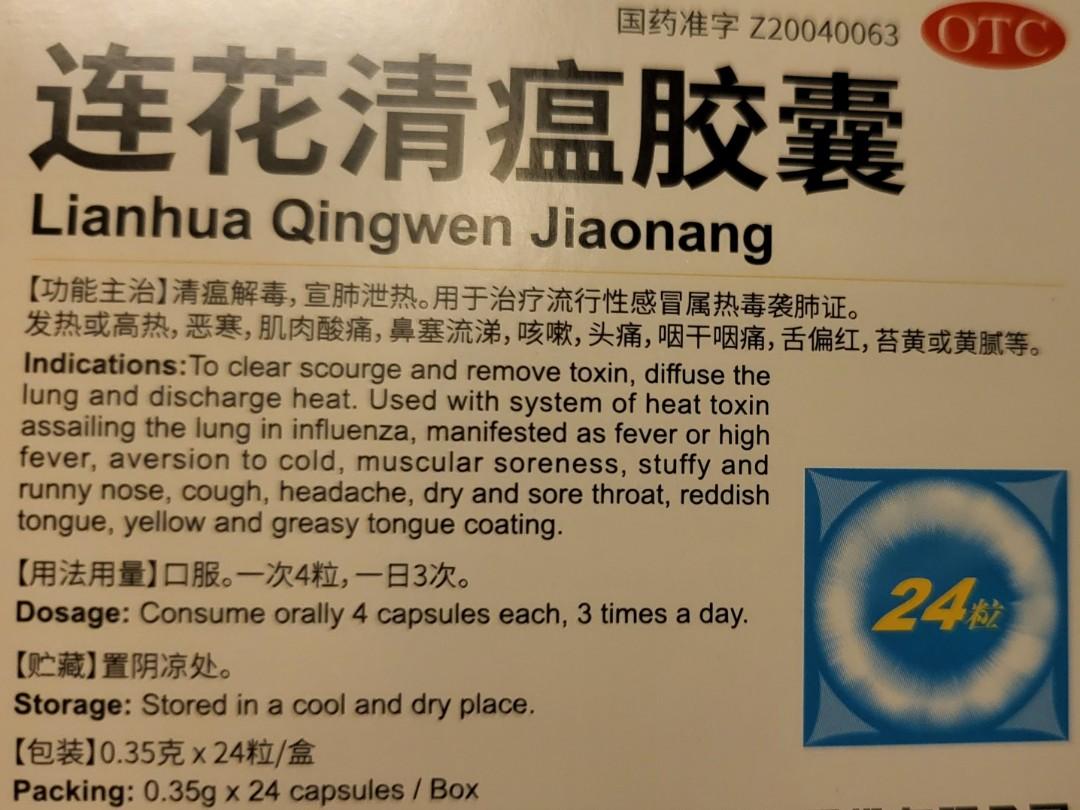 国药准字 Z20040063
OTC
连花清瘟胶囊
Lianhua Qingwen Jiaonang
【功能主治】清瘟解毒，宣肺泄热。用于治疗流行性感冒属热毒袭肺证。
发热或高热，恶寒，肌肉酸痛，鼻塞流涕，咳嗽，头痛，咽干咽痛，舌偏红，苔黄或黄腻等。
Indications:To clear scourge and remove toxin, diffuse the
lung and discharge heat. Used with system of heat toxin
assailing the lung in influenza, manifested as fever or high
fever, aversion to cold, muscular soreness, stuffy and
runny nose, cough, headache, dry and sore throat, reddish
tongue, yellow and greasy tongue coating.
【用法用量】口服。一次4粒，一日3次。
Dosage: Consume orally 4 capsules each, 3 times a day.
24粒
【贮藏】置阴凉处。
Storage: Stored in a cool and dry place.
【包装】0.35克 x 24粒/盒
Packing: 0.35g x 24 capsules / Box